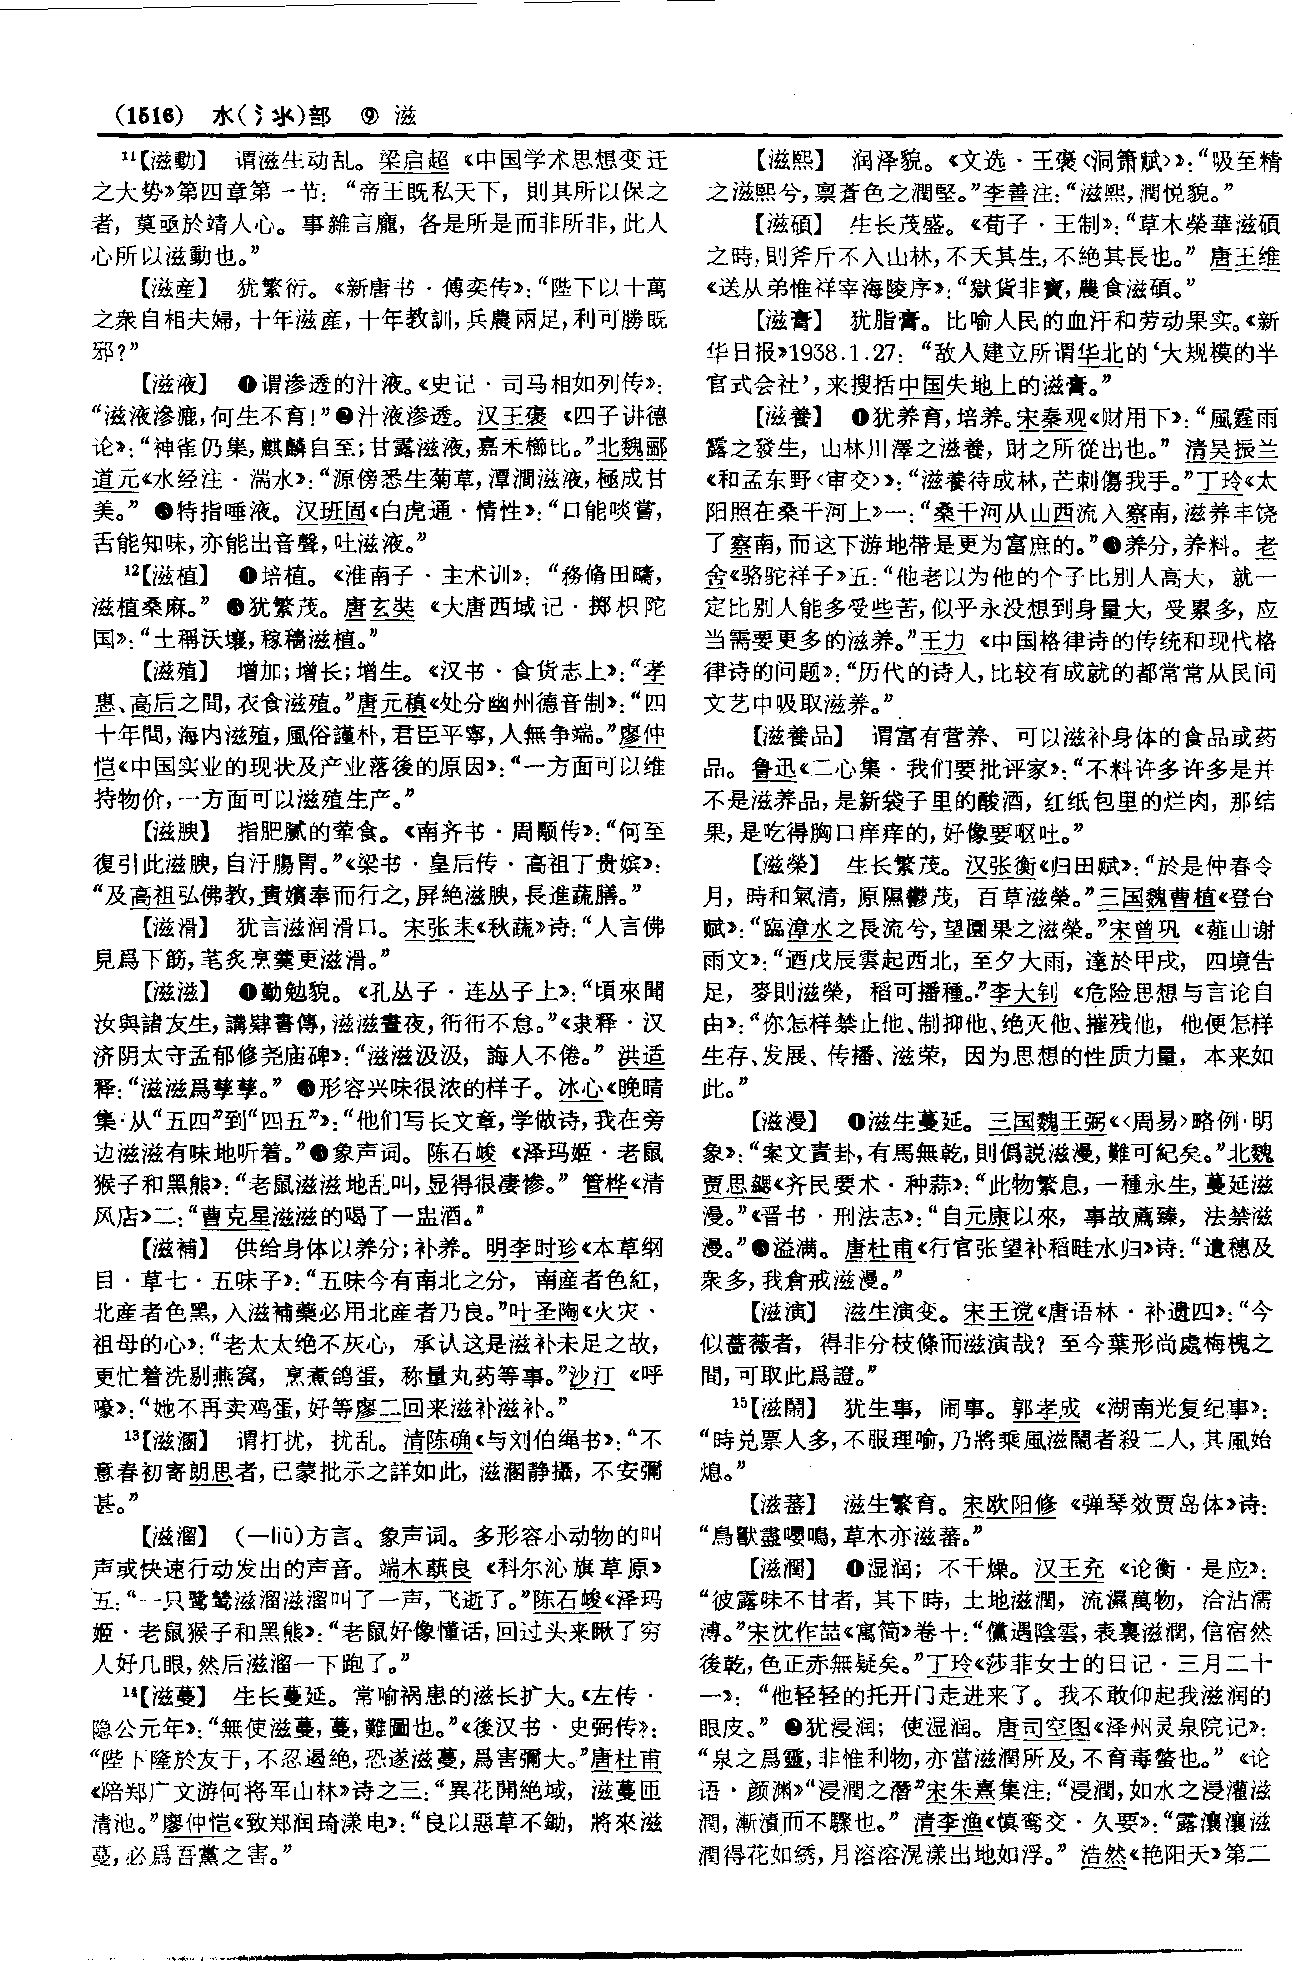 (1516) 水(氵氺)部 ⑨ 滋
¹¹【滋動】 谓滋生动乱。梁启超《中国学术思想变迁
之大势》第四章第一节：“帝王既私天下，則其所以保之
者，莫亟於靖人心。事雜言龐，各是所是而非所非，此人
心所以滋動也。”
【滋産】 犹繁衍。《新唐书·傅奕传》：“陛下以十萬
之衆自相夫婦，十年滋産，十年教訓，兵農兩足，利可勝既
邪？”
【滋液】 ❶谓渗透的汁液。《史记·司马相如列传》：
“滋液滲漉，何生不育！”❷汁液渗透。汉王褒《四子讲德
论》：“神雀仍集，麒麟自至；甘露滋液，嘉禾櫛比。”北魏郦
道元《水经注·湍水》：“源傍悉生菊草，潭澗滋液，極成甘
美。” ❸特指唾液。汉班固《白虎通·情性》：“口能啖嘗，
舌能知味，亦能出音聲，吐滋液。”
¹²【滋植】 ❶培植。《淮南子·主术训》：“務脩田疇，
滋植桑麻。” ❷犹繁茂。唐玄奘《大唐西域记·掷枳陀
国》：“土稱沃壤，稼穡滋植。”
【滋殖】 增加；增长；增生。《汉书·食货志上》：“孝
惠、高后之間，衣食滋殖。”唐元稹《处分幽州德音制》：“四
十年間，海内滋殖，風俗謹朴，君臣平寧，人無争端。”廖仲
恺《中国实业的现状及产业落後的原因》：“一方面可以维
持物价，一方面可以滋殖生产。”
【滋腴】 指肥腻的荤食。《南齐书·周颙传》：“何至
復引此滋腴，自汙腸胃。”《梁书·皇后传·高祖丁贵嫔》：
“及高祖弘佛教，貴嬪奉而行之，屏絶滋腴，長進蔬膳。”
【滋滑】 犹言滋润滑口。宋张耒《秋蔬》诗：“人言佛
見爲下筯，芼炙烹羹更滋滑。”
【滋滋】 ❶勤勉貌。《孔丛子·连丛子上》：“頃來聞
汝與諸友生，講肄書傳，滋滋晝夜，衎衎不怠。”《隶释·汉
济阴太守孟郁修尧庙碑》：“滋滋汲汲，誨人不倦。”洪适
释：“滋滋爲孳孳。” ❷形容兴味很浓的样子。冰心《晚晴
集·从“五四”到“四五”》：“他们写长文章，学做诗，我在旁
边滋滋有味地听着。”❸象声词。陈石峻《泽玛姬·老鼠
猴子和黑熊》：“老鼠滋滋地乱叫，显得很凄惨。”管桦《清
风店》二：“曹克星滋滋的喝了一盅酒。”
【滋補】 供给身体以养分；补养。明李时珍《本草纲
目·草七·五味子》：“五味今有南北之分，南産者色紅，
北産者色黑，入滋補藥必用北産者乃良。”叶圣陶《火灾·
祖母的心》：“老太太绝不灰心，承认这是滋补未足之故，
更忙着洗剔燕窝，烹煮鸽蛋，称量丸药等事。”沙汀《呼
嚎》：“她不再卖鸡蛋，好等廖二回来滋补滋补。”
¹³【滋溷】 谓打扰，扰乱。清陈确《与刘伯绳书》：“不
意春初寄朗思者，已蒙批示之詳如此，滋溷静攝，不安彌
甚。”
【滋溜】 (一liū)方言。象声词。多形容小动物的叫
声或快速行动发出的声音。端木蕻良《科尔沁旗草原》
五：“一只鹭鸶滋溜滋溜叫了一声，飞逝了。”陈石峻《泽玛
姬·老鼠猴子和黑熊》：“老鼠好像懂话，回过头来瞅了穷
人好几眼，然后滋溜一下跑了。”
¹⁴【滋蔓】 生长蔓延。常喻祸患的滋长扩大。《左传·
隐公元年》：“無使滋蔓，蔓，難圖也。”《後汉书·史弼传》：
“陛下隆於友于，不忍遏絶，恐遂滋蔓，爲害彌大。”唐杜甫
《陪郑广文游何将军山林》诗之三：“異花開絶域，滋蔓匝
清池。”廖仲恺《致郑润琦漾电》：“良以惡草不鋤，將來滋
蔓，必爲吾黨之害。”
【滋熙】 润泽貌。《文选·王褒〈洞箫赋〉》：“吸至精
之滋熙兮，禀蒼色之潤堅。”李善注：“滋熙，潤悦貌。”
【滋碩】 生长茂盛。《荀子·王制》：“草木榮華滋碩
之時，則斧斤不入山林，不夭其生，不絶其長也。”唐王维
《送从弟惟祥宰海陵序》：“獄貨非寶，農食滋碩。”
【滋膏】 犹脂膏。比喻人民的血汗和劳动果实。《新
华日报》1938.1.27：“敌人建立所谓华北的‘大规模的半
官式会社’，来搜括中国失地上的滋膏。”
【滋養】 ❶犹养育，培养。宋秦观《财用下》：“風霆雨
露之發生，山林川澤之滋養，財之所從出也。”清吴振兰
《和孟东野〈审交〉》：“滋養待成林，芒刺傷我手。”丁玲《太
阳照在桑干河上》一：“桑干河从山西流入察南，滋养丰饶
了察南，而这下游地带是更为富庶的。”❷养分，养料。老
舍《骆驼祥子》五：“他老以为他的个子比别人高大，就一
定比别人能多受些苦，似乎永没想到身量大，受累多，应
当需要更多的滋养。”王力《中国格律诗的传统和现代格
律诗的问题》：“历代的诗人，比较有成就的都常常从民间
文艺中吸取滋养。”
【滋養品】 谓富有营养、可以滋补身体的食品或药
品。鲁迅《二心集·我们要批评家》：“不料许多许多是并
不是滋养品，是新袋子里的酸酒，红纸包里的烂肉，那结
果，是吃得胸口痒痒的，好像要呕吐。”
【滋榮】 生长繁茂。汉张衡《归田赋》：“於是仲春令
月，時和氣清，原隰鬱茂，百草滋榮。”三国魏曹植《登台
赋》：“臨漳水之長流兮，望園果之滋榮。”宋曾巩《薤山谢
雨文》：“迺戊辰雲起西北，至夕大雨，達於甲戌，四境告
足，麥則滋榮，稻可播種。”李大钊《危险思想与言论自
由》：“你怎样禁止他、制抑他、绝灭他、摧残他，他便怎样
生存、发展、传播、滋荣，因为思想的性质力量，本来如
此。”
【滋漫】 ❶滋生蔓延。三国魏王弼《〈周易〉略例·明
象》：“案文責卦，有馬無乾，則僞説滋漫，難可紀矣。”北魏
贾思勰《齐民要术·种蒜》：“此物繁息，一種永生，蔓延滋
漫。”《晋书·刑法志》：“自元康以來，事故薦臻，法禁滋
漫。”❷溢满。唐杜甫《行官张望补稻畦水归》诗：“遺穗及
衆多，我倉戒滋漫。”
【滋演】 滋生演变。宋王谠《唐语林·补遗四》：“今
似薔薇者，得非分枝條而滋演哉？至今葉形尚處梅槐之
間，可取此爲證。”
¹⁵【滋鬧】 犹生事，闹事。郭孝成《湖南光复纪事》：
“時兑票人多，不服理喻，乃將乘風滋鬧者殺二人，其風始
熄。”
【滋蕃】 滋生繁育。宋欧阳修《弹琴效贾岛体》诗：
“鳥獸盡嚶鳴，草木亦滋蕃。”
【滋潤】 ❶湿润；不干燥。汉王充《论衡·是应》：
“彼露味不甘者，其下時，土地滋潤，流濕萬物，洽沾濡
溥。”宋沈作喆《寓简》卷十：“儻遇陰雲，表裏滋潤，信宿然
後乾，色正赤無疑矣。”丁玲《莎菲女士的日记·三月二十
一》：“他轻轻的托开门走进来了。我不敢仰起我滋润的
眼皮。” ❷犹浸润；使湿润。唐司空图《泽州灵泉院记》：
“泉之爲靈，非惟利物，亦當滋潤所及，不育毒螫也。”《论
语·颜渊》“浸潤之譖”宋朱熹集注：“浸潤，如水之浸灌滋
潤，漸漬而不驟也。”清李渔《慎鸾交·久要》：“露瀼瀼滋
潤得花如綉，月溶溶滉漾出地如浮。”浩然《艳阳天》第二